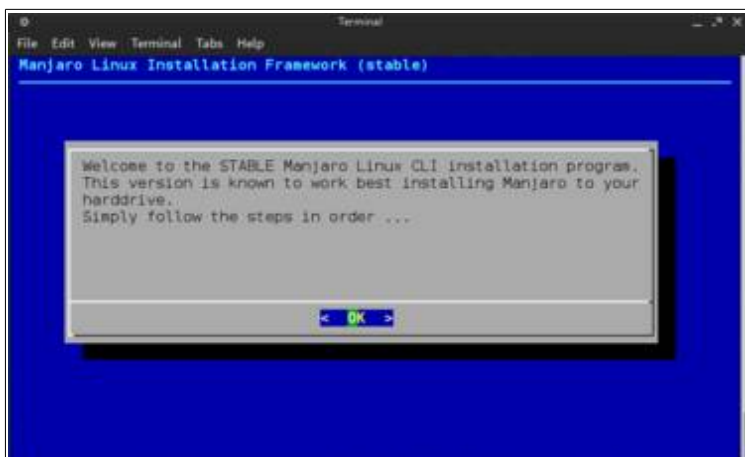 Terminal
File Edit View Terminal Tabs Help
Manjaro Linux Installation Framework (stable)
Welcome to the STABLE Manjaro Linux CLI installation program.
This version is known to work best installing Manjaro to your
harddrive.
Simply follow the steps in order ...
< OK >